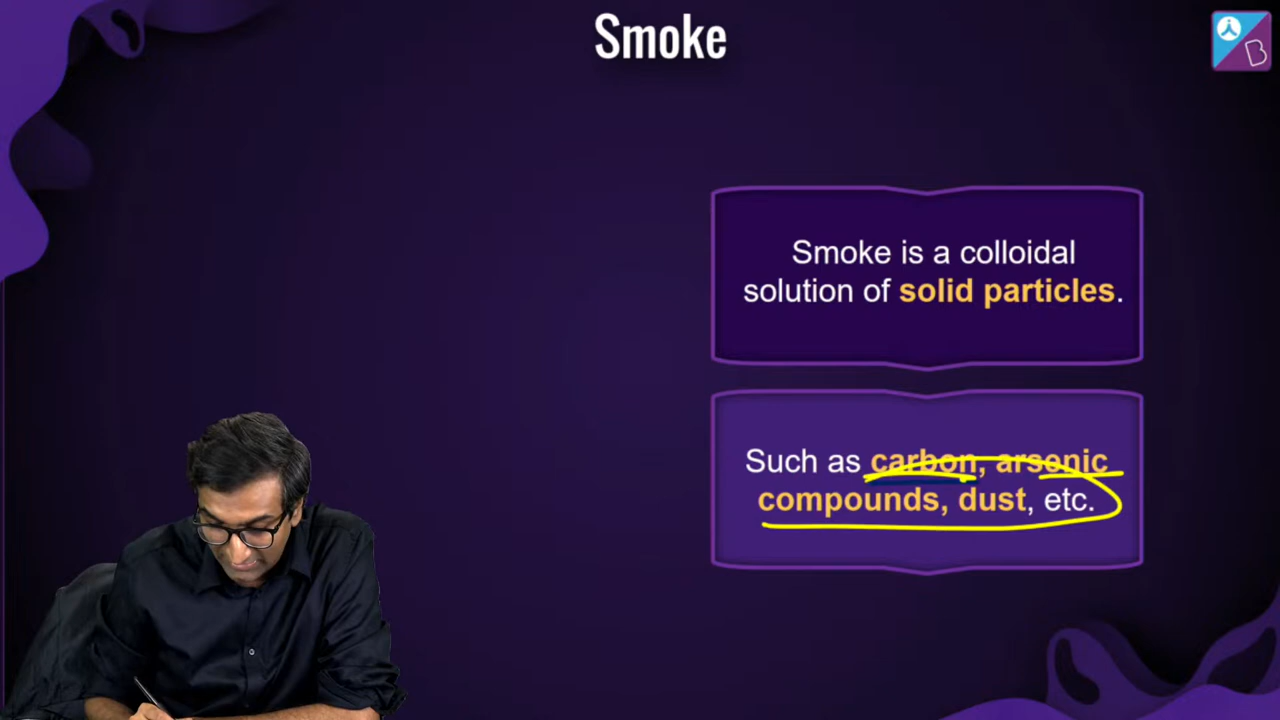 Smoke
B
Smoke is a colloidal
solution of solid particles.
Such as carbon, arsenic
compounds, dust, etc.